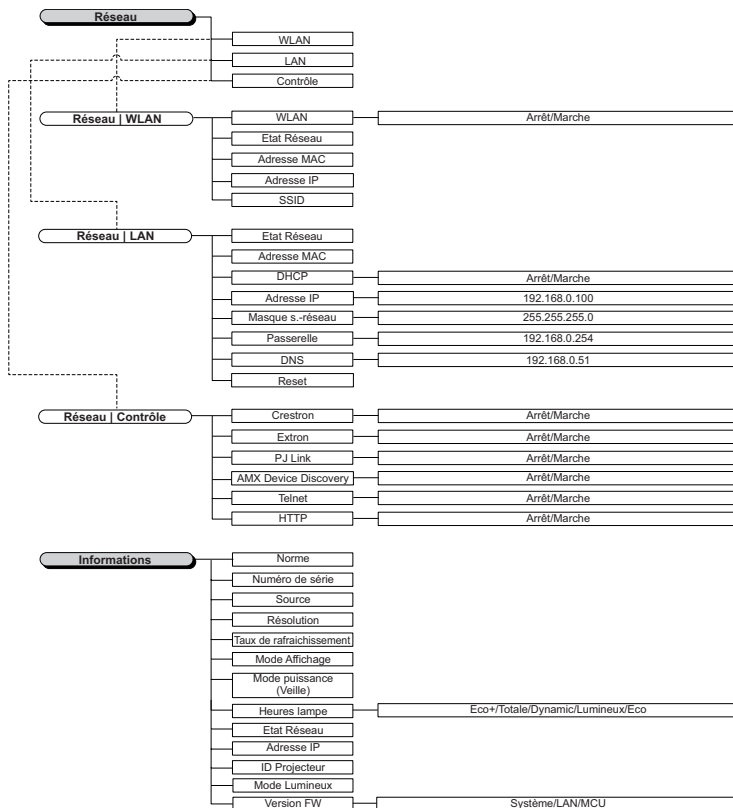 Réseau
WLAN
LAN
Contrôle
Réseau | WLAN
WLAN
Arrêt/Marche
Etat Réseau
Adresse MAC
Adresse IP
SSID
Réseau | LAN
Etat Réseau
Adresse MAC
DHCP
Arrêt/Marche
Adresse IP
192.168.0.100
Masque s.-réseau
255.255.255.0
Passerelle
192.168.0.254
DNS
192.168.0.51
Reset
Réseau | Contrôle
Crestron
Arrêt/Marche
Extron
Arrêt/Marche
PJ Link
Arrêt/Marche
AMX Device Discovery
Arrêt/Marche
Telnet
Arrêt/Marche
HTTP
Arrêt/Marche
Informations
Norme
Numéro de série
Source
Résolution
Taux de rafraichissement
Mode Affichage
Mode puissance
(Veille)
Heures lampe
Eco+/Totale/Dynamic/Lumineux/Eco
Etat Réseau
Adresse IP
ID Projecteur
Mode Lumineux
Version FW
Système/LAN/MCU